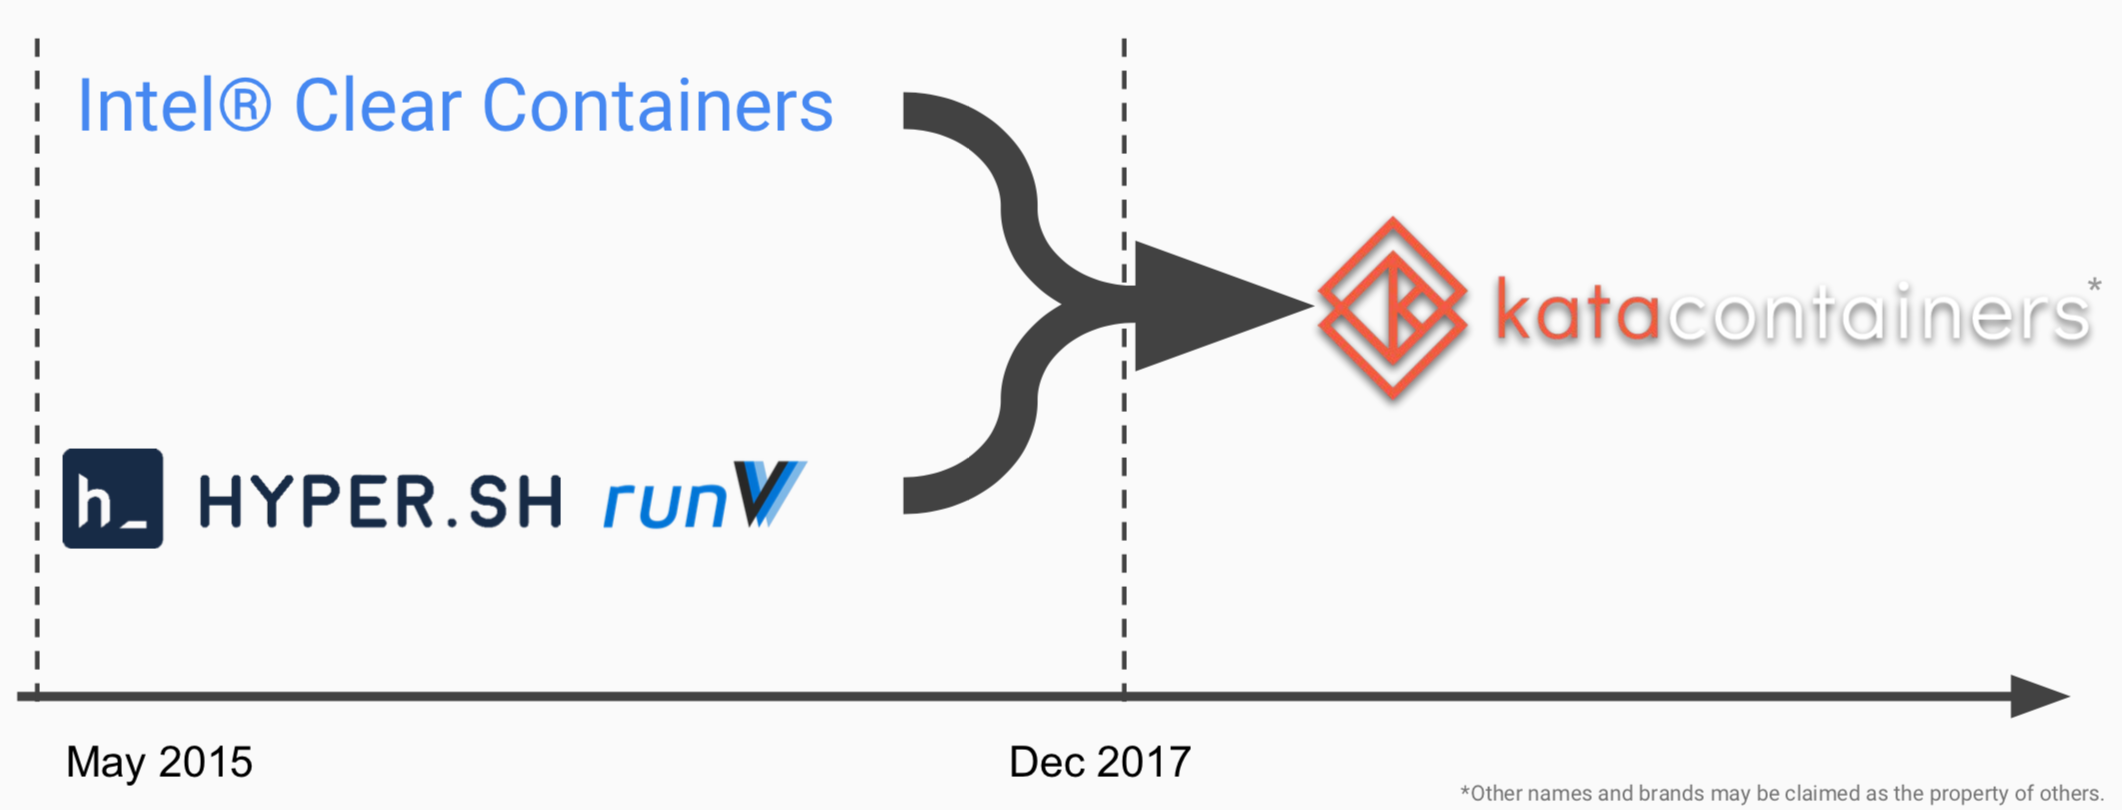 Intel® Clear Containers
katacontainers*
h_ HYPER.SH runV
May 2015
Dec 2017
*Other names and brands may be claimed as the property of others.